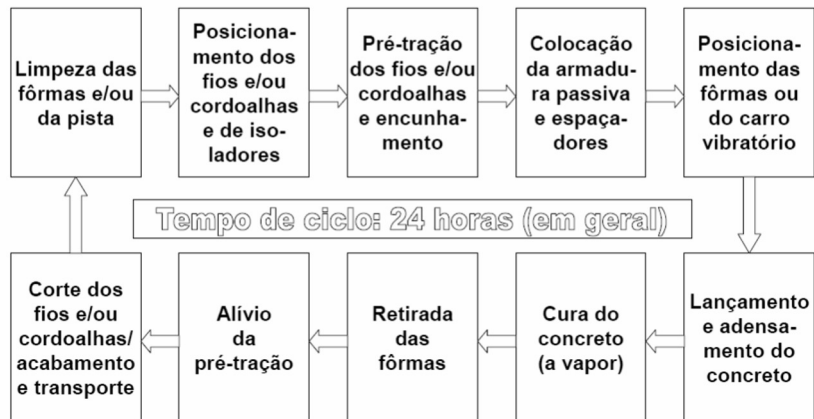 Limpeza das
fôrmas e/ou
da pista
Posiciona-
mento dos
fios e/ou
cordoalhas
e de iso-
ladores
Pré-tração
dos fios e/ou
cordoalhas
e encunha-
mento
Colocação
da armadu-
ra passiva
e espaça-
dores
Posiciona-
mento das
fôrmas ou
do carro
vibratório
Tempo de ciclo: 24 horas (em geral)
Corte dos
fios e/ou
cordoalhas/
acabamento
e transporte
Alívio
da
pré-tração
Retirada
das
fôrmas
Cura do
concreto
(a vapor)
Lançamento
e adensa-
mento do
concreto